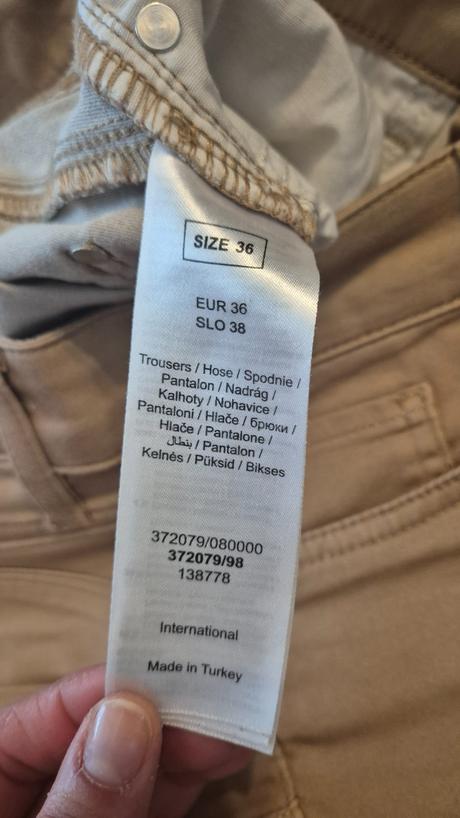 SIZE 36
EUR 36
SLO 38
Trousers / Hose / Spodnie /
Pantalon / Nadrág /
Kalhoty / Nohavice /
Pantaloni / Hlače / брюки /
Hlače / Pantalone /
بنطال / Pantalon /
Kelnės / Püksid / Bikses
372079/080000
372079/98
138778
International
Made in Turkey